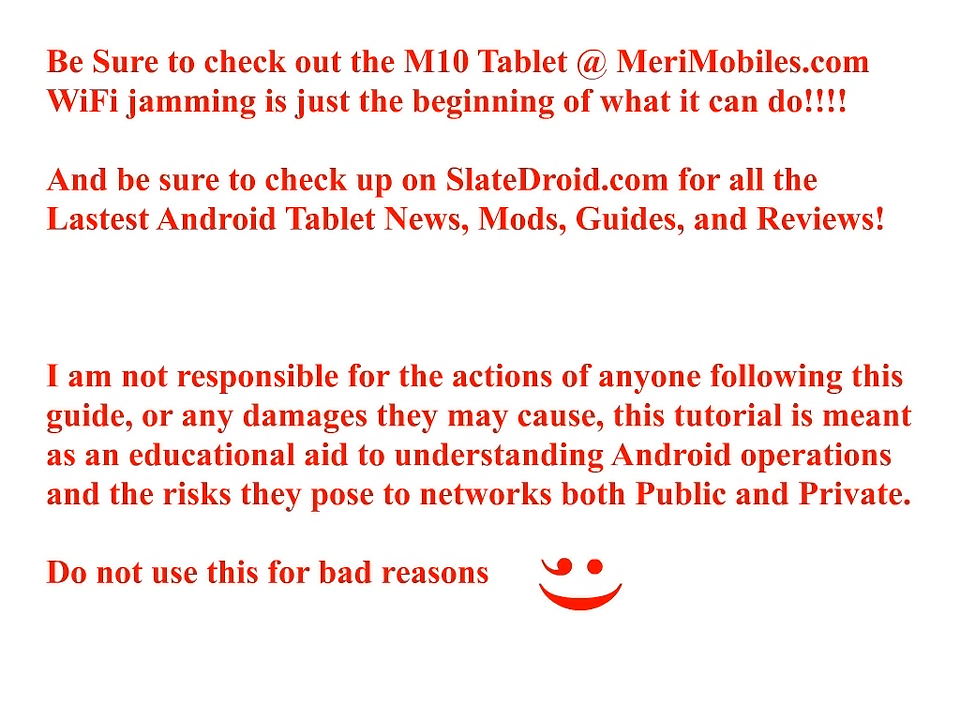 Be Sure to check out the M10 Tablet @ MeriMobiles.com
WiFi jamming is just the beginning of what it can do!!!!
And be sure to check up on SlateDroid.com for all the
Lastest Android Tablet News, Mods, Guides, and Reviews!
I am not responsible for the actions of anyone following this
guide, or any damages they may cause, this tutorial is meant
as an educational aid to understanding Android operations
and the risks they pose to networks both Public and Private.
Do not use this for bad reasons ;)